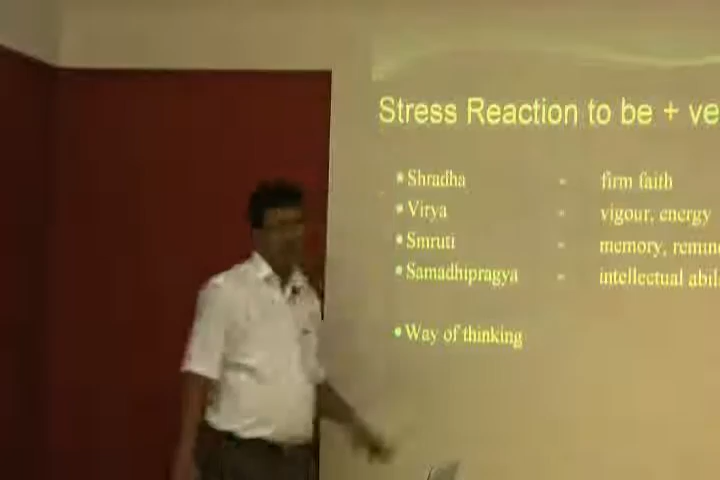 Stress Reaction to be + ve
Shradha - firm faith
Virya - vigour, energy
Smruti - memory,
Samadhipragya - intellectual
Way of thinking